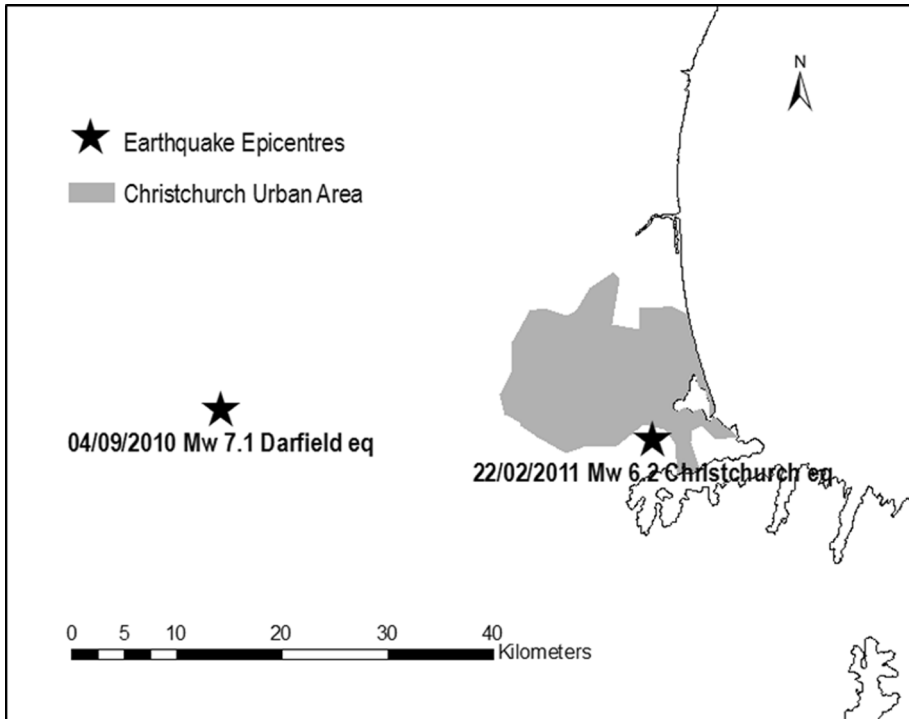 N
Earthquake Epicentres
Christchurch Urban Area
04/09/2010 Mw 7.1 Darfield eq
22/02/2011 Mw 6.2 Christchurch eq
0 5 10 20 30 40
Kilometers